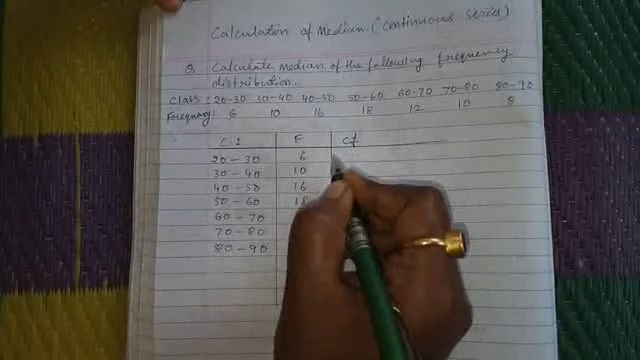 Calculation of Median (Continuous Series)
Q Calculate median of the following frequency
distribution.
Class : 20-30 30-40 40-50 50-60 60-70 70-80 80-90
Frequency : 6 10 16 18 12 10 8
C.I F Cf
20-30 6
30-40 10
40-50 16
50-60 18
60-70
70-80
80-90